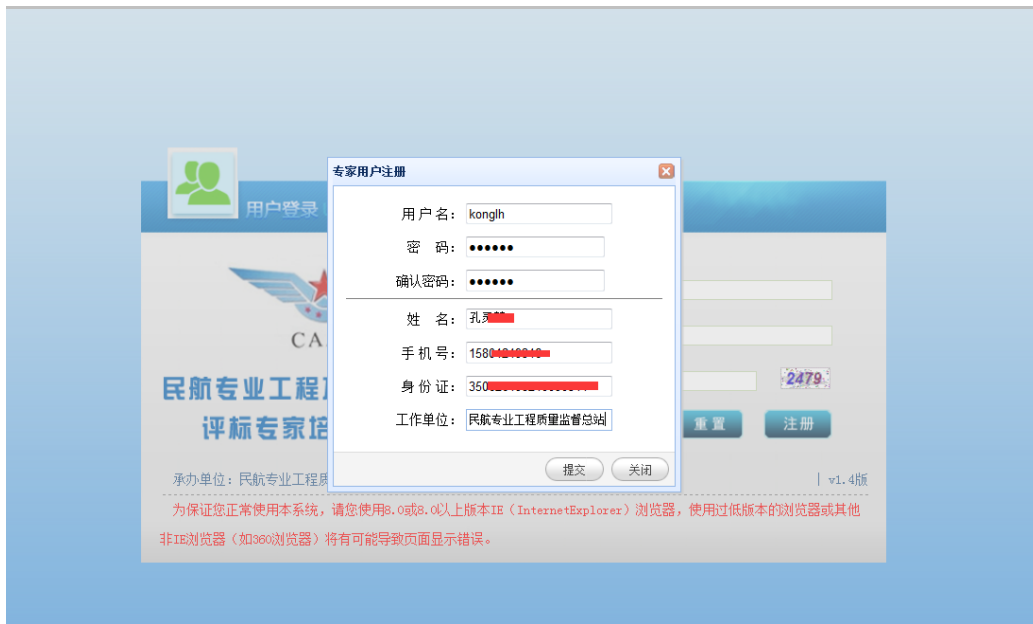 专家用户注册
用户登录
用 户 名： konglh
密 码： ●●●●●●
确认密码： ●●●●●●
姓 名： 孔灵
手 机 号： 1580
身 份 证： 350
工作单位： 民航专业工程质量监督总站
提交 关闭
CA
2479
民航专业工程
评标专家培
重 置 注 册
承办单位：民航专业工程质 | v1.4版
为保证您正常使用本系统，请您使用8.0或8.0以上版本IE（InternetExplorer）浏览器，使用过低版本的浏览器或其他
非IE浏览器（如360浏览器）将有可能导致页面显示错误。